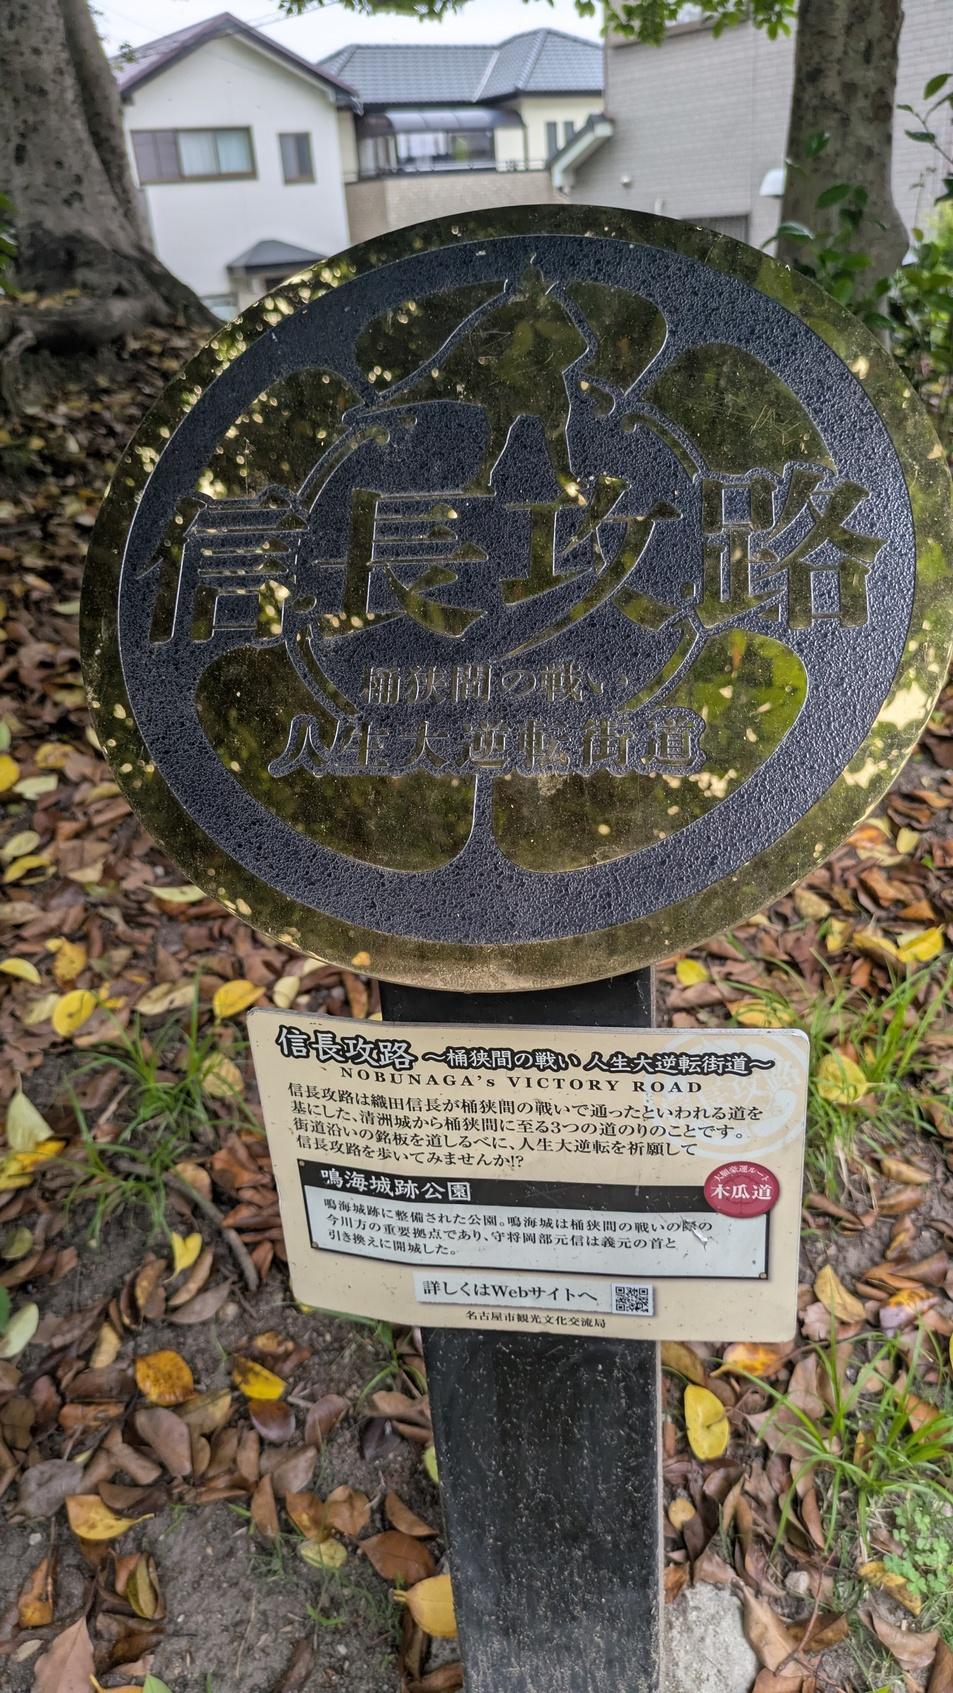 信長攻路
桶狭間の戦い
人生大逆転街道
信長攻路 ～桶狭間の戦い 人生大逆転街道～
NOBUNAGA's VICTORY ROAD
信長攻路は織田信長が桶狭間の戦いで通ったといわれる道を
基にした、清洲城から桶狭間に至る3つの道のりのことです。
街道沿いの銘板を道しるべに、人生大逆転を祈願して
信長攻路を歩いてみませんか!?
大願豪運ルート
木瓜道
鳴海城跡公園
鳴海城跡に整備された公園。鳴海城は桶狭間の戦いの際の
今川方の重要拠点であり、守将岡部元信は義元の首と
引き換えに開城した。
詳しくはWebサイトへ
名古屋市観光文化交流局